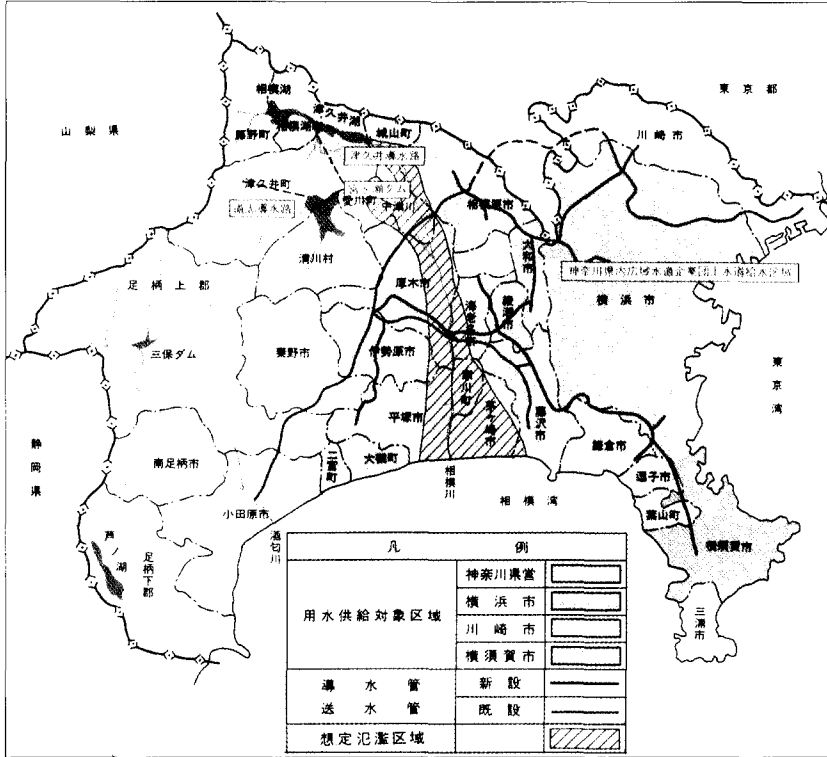 東京都
山梨県
相模湖
津久井湖
藤野町
相模湖町
城山町
川崎市
津久井導水路
津久井町
宮ヶ瀬ダム
愛川町
中津川
道志導水路
相模原市
清川村
大和市
神奈川県内広域水道企業団上水道給水区域
足柄上郡
厚木市
横浜市
海老名市
綾瀬市
三保ダム
秦野市
伊勢原市
東京湾
寒川町
茅ヶ崎市
藤沢市
平塚市
鎌倉市
静岡県
南足柄市
二宮町
大磯町
相模川
逗子市
相模湾
葉山町
小田原市
酒匂川
横須賀市
芦ノ湖
足柄下郡
三浦市
凡例
用水供給対象区域
神奈川県営
横浜市
川崎市
横須賀市
導水管
送水管
新設
既設
想定氾濫区域